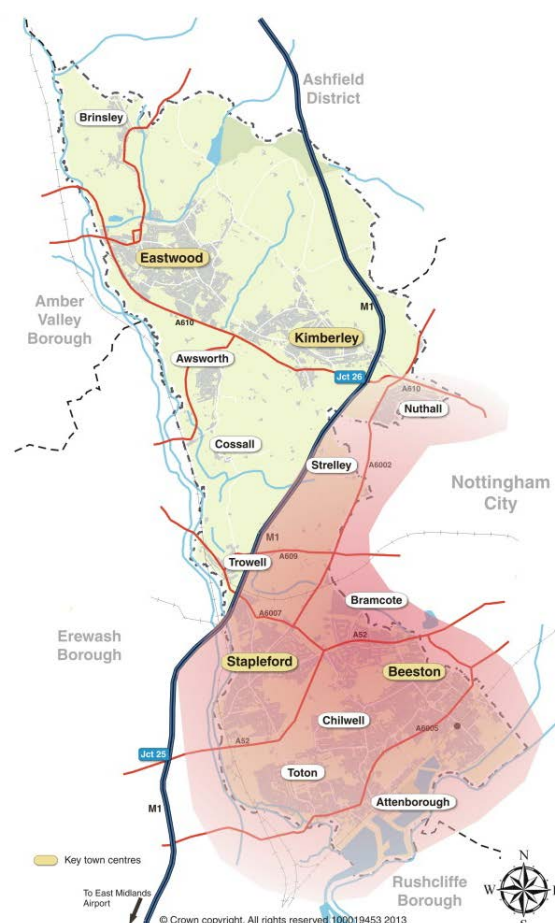 Ashfield
District
Brinsley
Eastwood
Amber
Valley
Borough
M1
A610
Kimberley
Awsworth
Jct 26
A610
Nuthall
Cossall
Strelley
A6002
Nottingham
City
M1
A609
Trowell
Bramcote
A6007
Erewash
Borough
A52
Stapleford
Beeston
Chilwell
A6005
A52
Jct 25
Toton
M1
Attenborough
Key town centres
Rushcliffe
Borough
To East Midlands
Airport
N
W
E
S
© Crown copyright. All rights reserved 100019453 2013